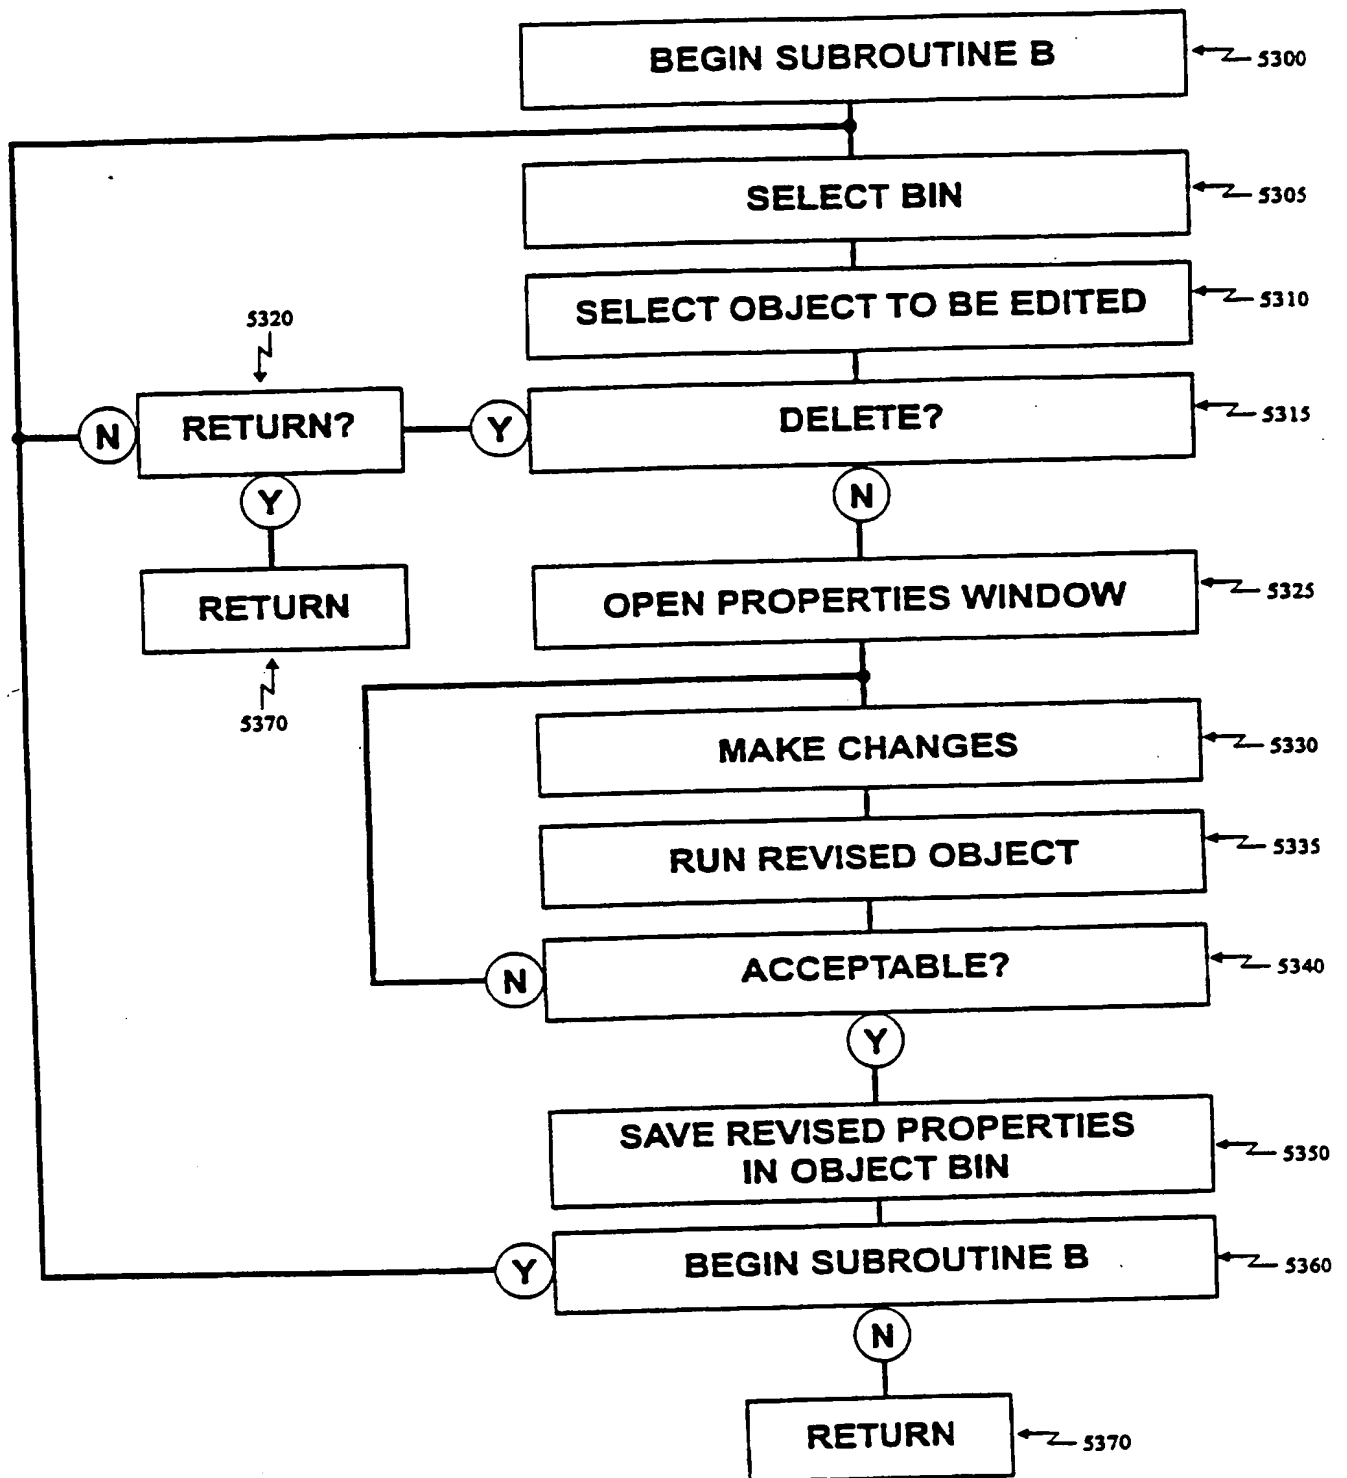 BEGIN SUBROUTINE B
5300
SELECT BIN
5305
SELECT OBJECT TO BE EDITED
5310
5320
N
RETURN?
Y
DELETE?
5315
Y
N
RETURN
OPEN PROPERTIES WINDOW
5325
5370
MAKE CHANGES
5330
RUN REVISED OBJECT
5335
N
ACCEPTABLE?
5340
Y
SAVE REVISED PROPERTIES
IN OBJECT BIN
5350
Y
BEGIN SUBROUTINE B
5360
N
RETURN
5370